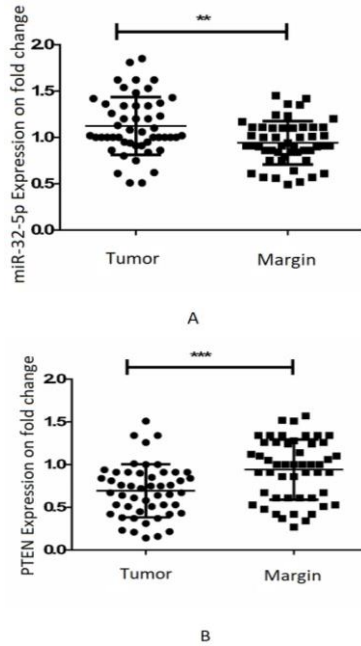 A
**
miR-32-5p Expression on fold change
2.0
1.5
1.0
0.5
0.0
Tumor Margin
A
***
PTEN Expression on fold change
2.0
1.5
1.0
0.5
0.0
Tumor Margin
B